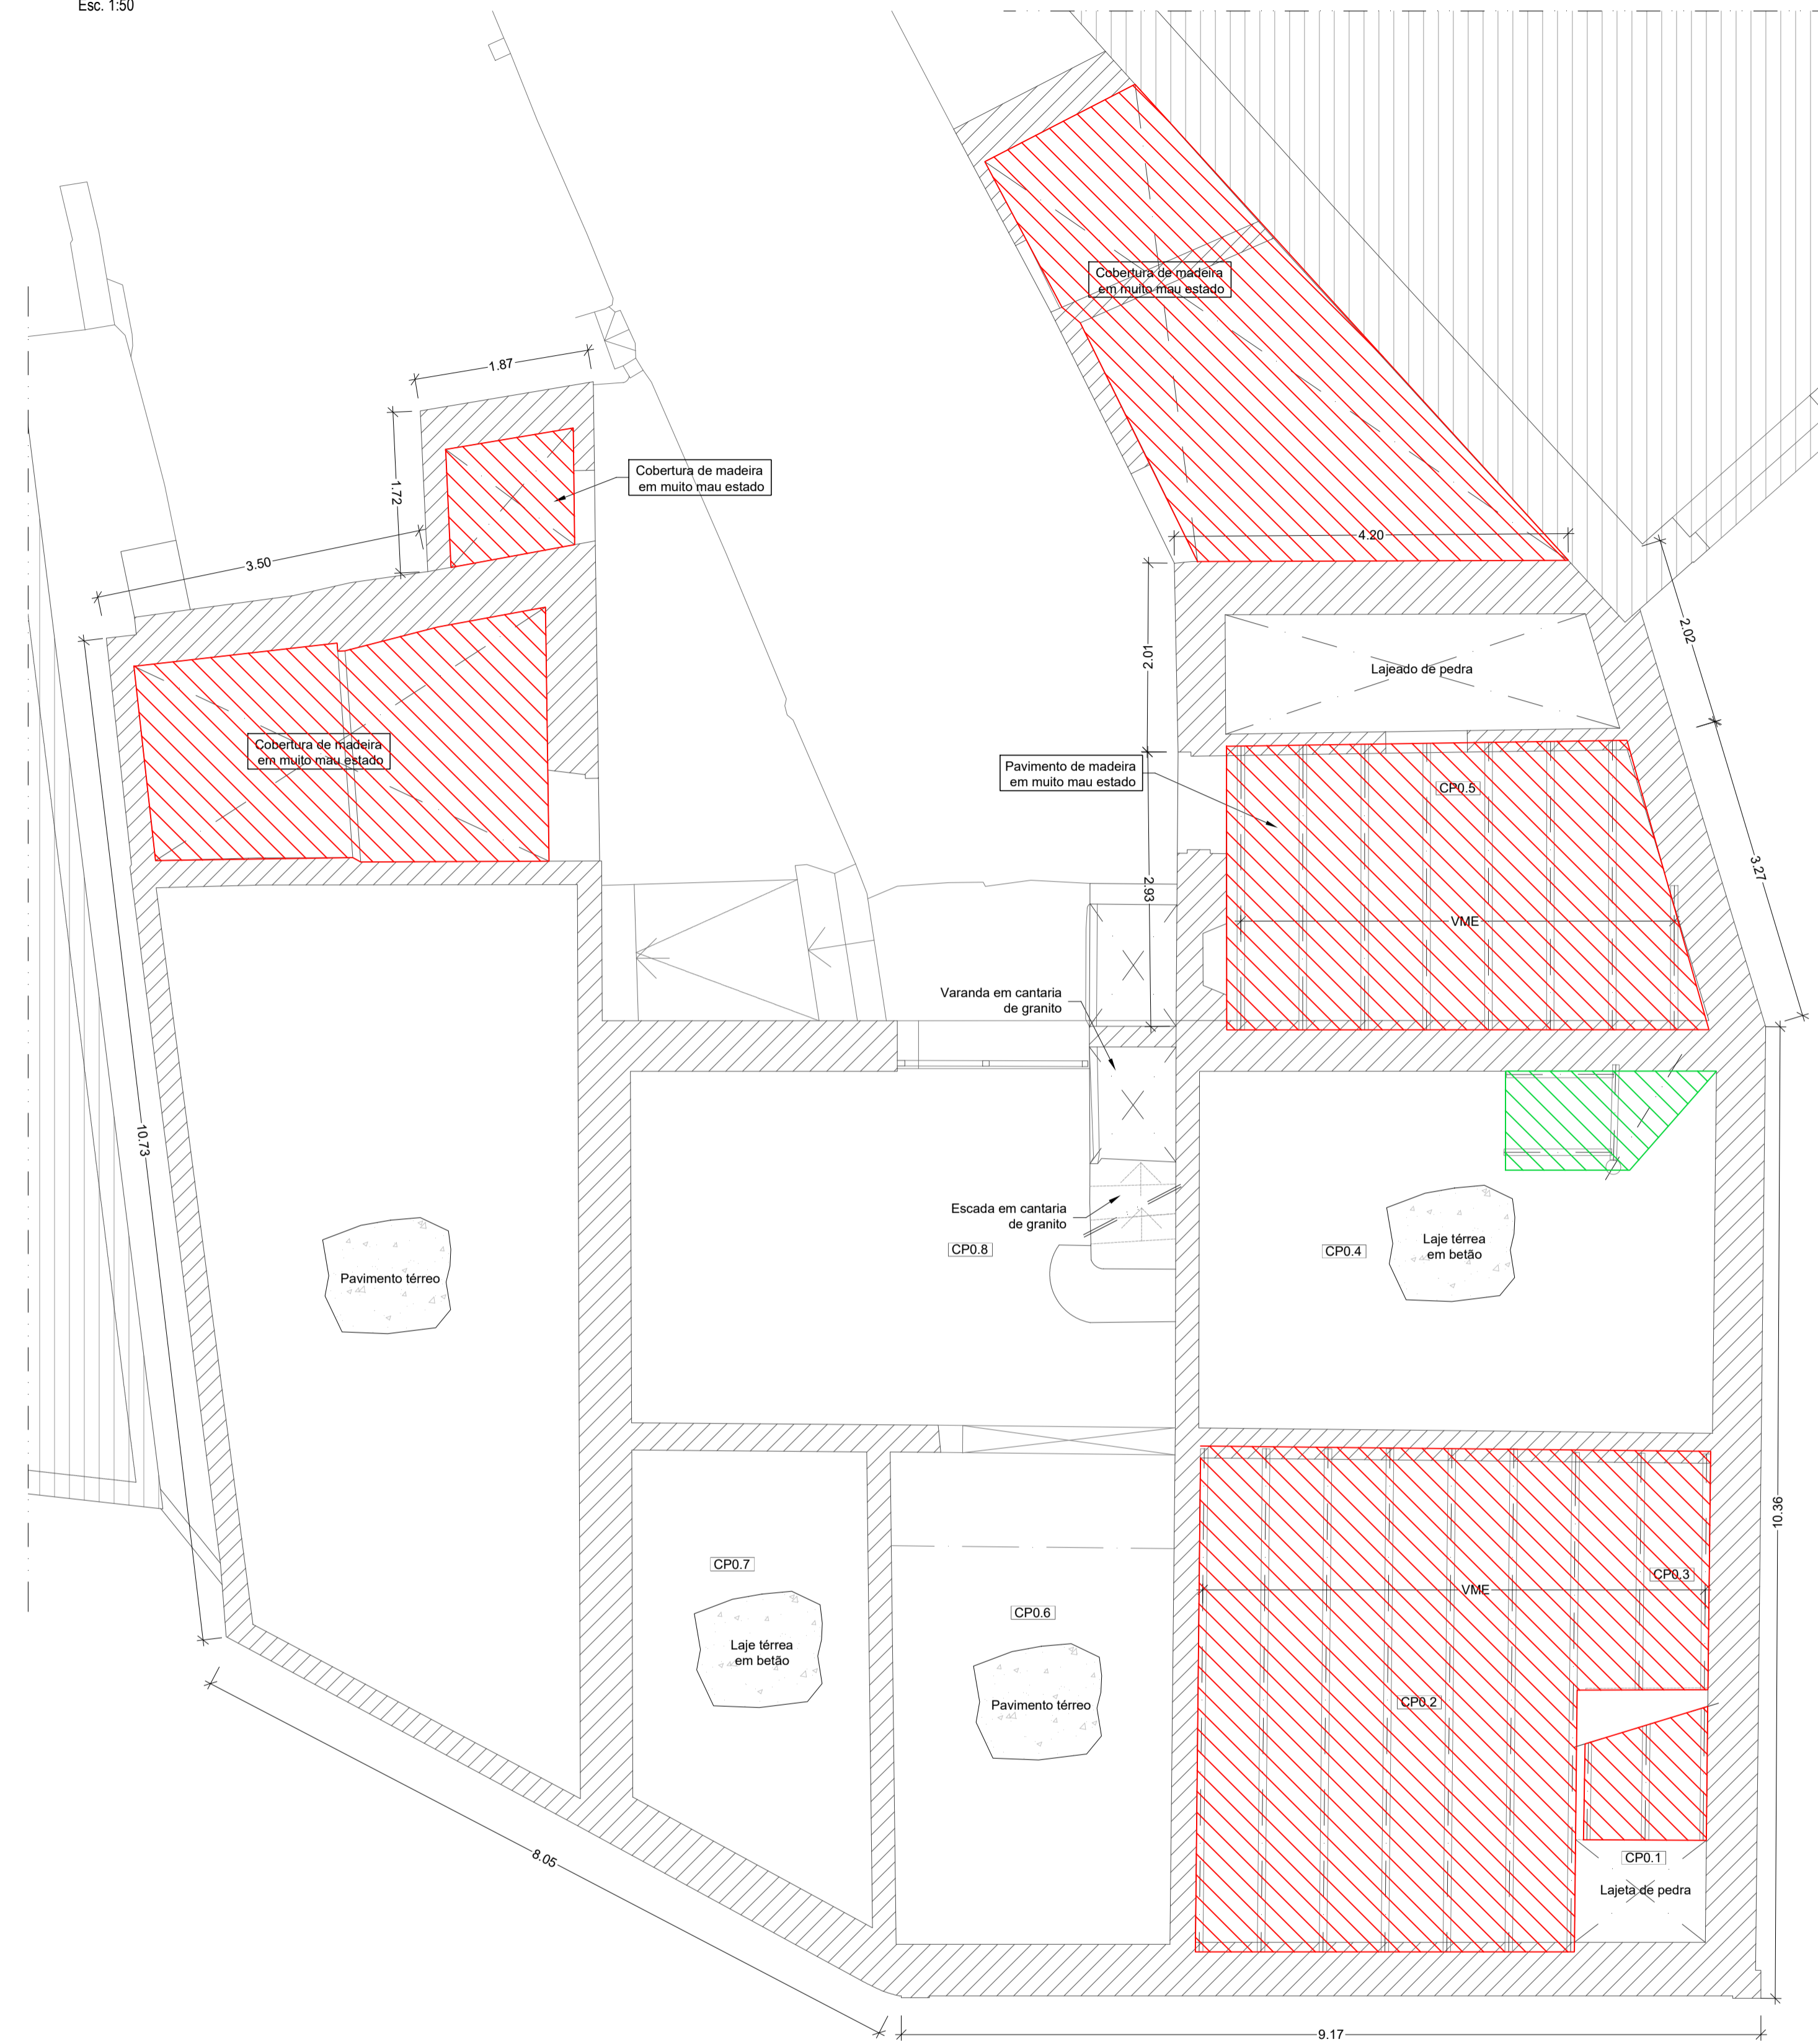 Esc. 1:50
Cobertura de madeira
em muito mau estado
1.87
Cobertura de madeira
em muito mau estado
1.72
4.20
3.50
2.02
2.01
Lajeado de pedra
Cobertura de madeira
em muito mau estado
Pavimento de madeira
em muito mau estado
CP0.5
3.27
2.93
VME
Varanda em cantaria
de granito
10.73
Escada em cantaria
de granito
CP0.8
CP0.4
Laje térrea
em betão
Pavimento térreo
10.36
CP0.7
CP0.3
VME
CP0.6
Laje térrea
em betão
Pavimento térreo
CP0.2
CP0.1
Lajeta de pedra
8.05
9.17